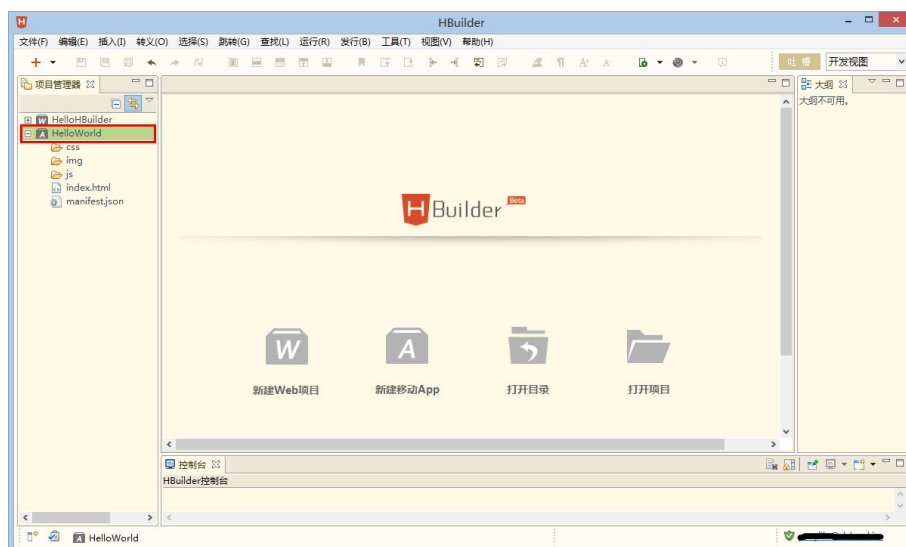 H HBuilder
文件(F) 编辑(E) 插入(I) 转义(O) 选择(S) 跳转(G) 查找(L) 运行(R) 发行(B) 工具(T) 视图(V) 帮助(H)
吐槽 开发视图
项目管理器
大纲
大纲不可用。
W HelloHBuilder
A HelloWorld
css
img
js
index.html
manifest.json
HBuilder Beta
W A
新建Web项目 新建移动App 打开目录 打开项目
控制台
HBuilder控制台
A HelloWorld